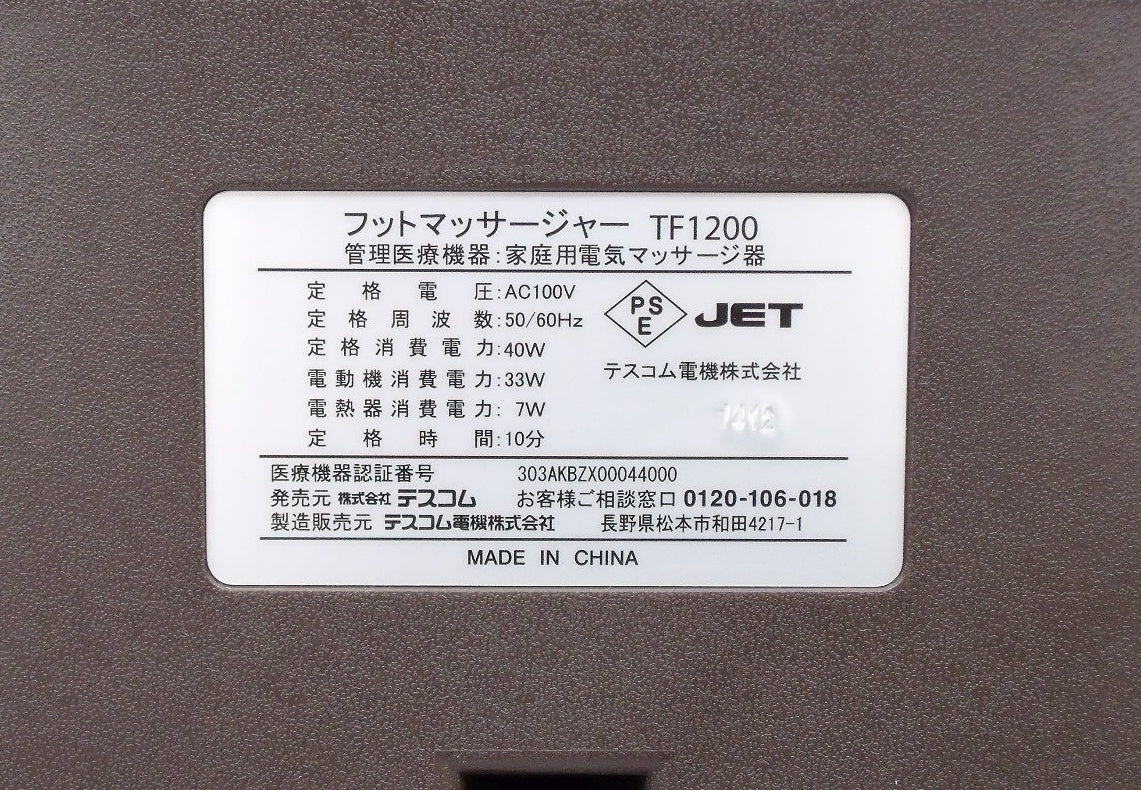 フットマッサージャー TF1200
管理医療機器:家庭用電気マッサージ器
定格電圧:AC100V
定格周波数:50/60Hz
定格消費電力:40W
電動機消費電力:33W
電熱器消費電力: 7W
定格時間:10分
PS
E
JET
テスコム電機株式会社
1412
医療機器認証番号 303AKBZX00044000
発売元 株式会社 テスコム お客様ご相談窓口 0120-106-018
製造販売元 テスコム電機株式会社 長野県松本市和田4217-1
MADE IN CHINA